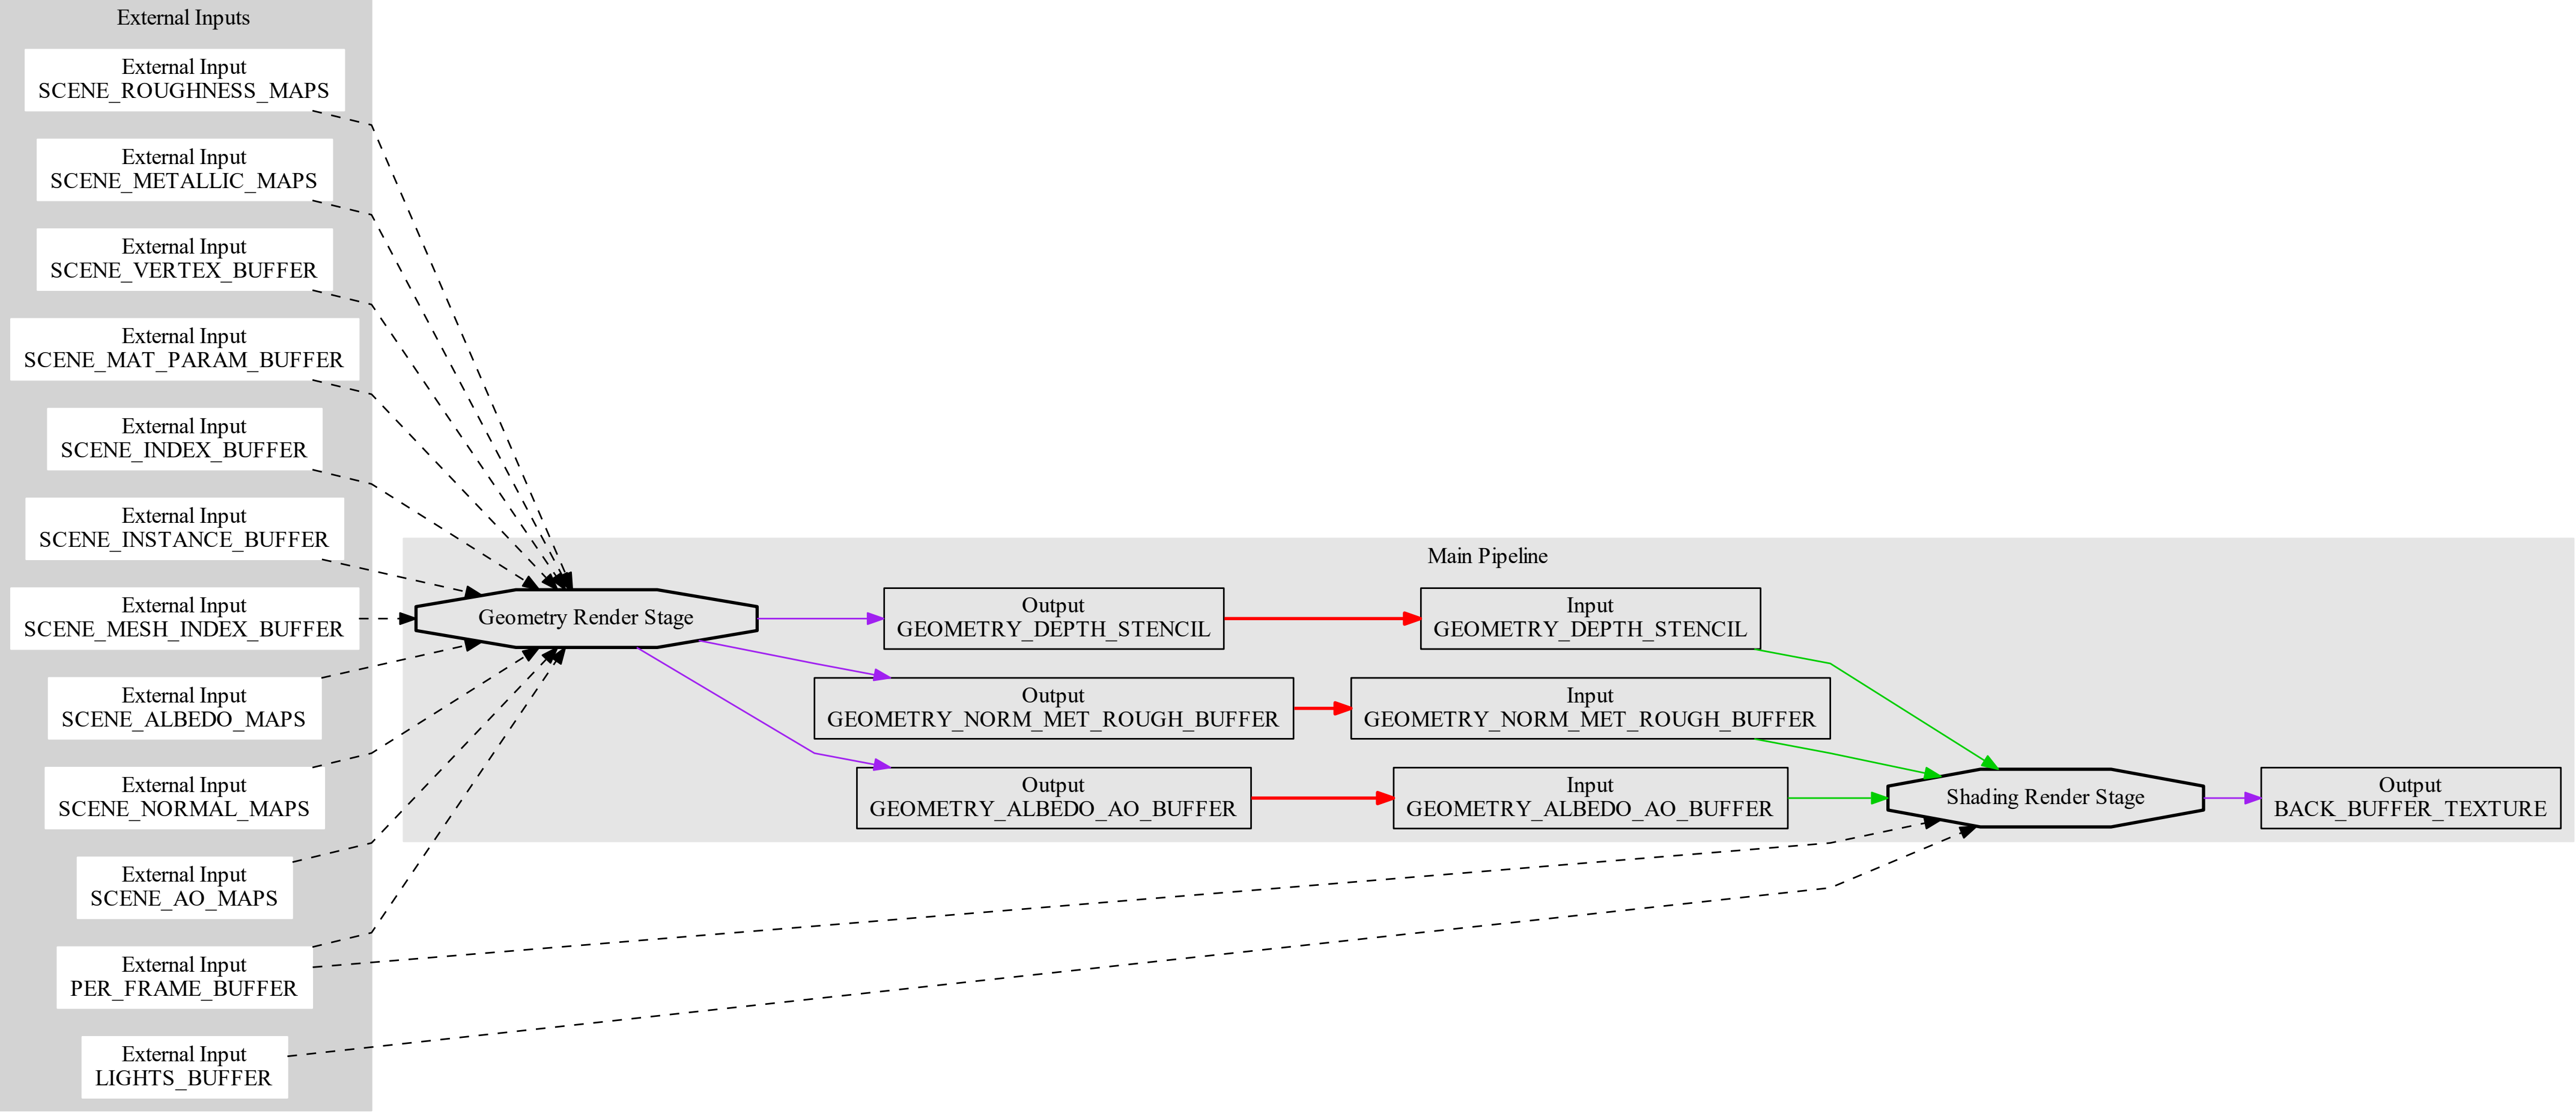 External Inputs
External Input
SCENE_ROUGHNESS_MAPS
External Input
SCENE_METALLIC_MAPS
External Input
SCENE_VERTEX_BUFFER
External Input
SCENE_MAT_PARAM_BUFFER
External Input
SCENE_INDEX_BUFFER
External Input
SCENE_INSTANCE_BUFFER
External Input
SCENE_MESH_INDEX_BUFFER
External Input
SCENE_ALBEDO_MAPS
External Input
SCENE_NORMAL_MAPS
External Input
SCENE_AO_MAPS
External Input
PER_FRAME_BUFFER
External Input
LIGHTS_BUFFER
Main Pipeline
Geometry Render Stage
Output
GEOMETRY_DEPTH_STENCIL
Input
GEOMETRY_DEPTH_STENCIL
Output
GEOMETRY_NORM_MET_ROUGH_BUFFER
Input
GEOMETRY_NORM_MET_ROUGH_BUFFER
Output
GEOMETRY_ALBEDO_AO_BUFFER
Input
GEOMETRY_ALBEDO_AO_BUFFER
Shading Render Stage
Output
BACK_BUFFER_TEXTURE